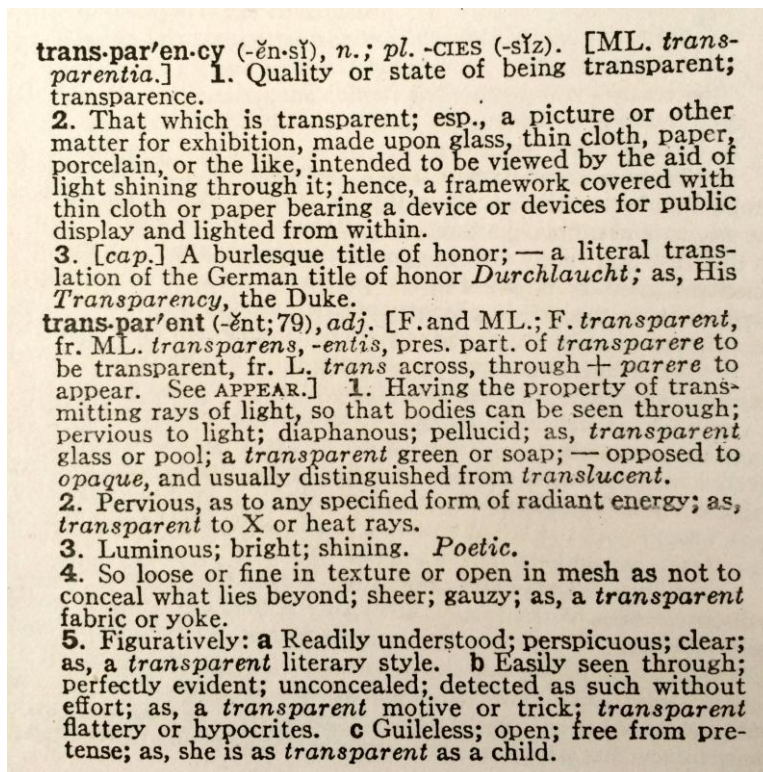 trans·par′en·cy (-ĕn·sĭ), n.; pl. -CIES (-sĭz). [ML. trans-
parentia.] 1. Quality or state of being transparent;
transparence.
2. That which is transparent; esp., a picture or other
matter for exhibition, made upon glass, thin cloth, paper,
porcelain, or the like, intended to be viewed by the aid of
light shining through it; hence, a framework covered with
thin cloth or paper bearing a device or devices for public
display and lighted from within.
3. [cap.] A burlesque title of honor; — a literal trans-
lation of the German title of honor Durchlaucht; as, His
Transparency, the Duke.
trans·par′ent (-ĕnt; 79), adj. [F. and ML.; F. transparent,
fr. ML. transparens, -entis, pres. part. of transparere to
be transparent, fr. L. trans across, through + parere to
appear. See APPEAR.] 1. Having the property of trans-
mitting rays of light, so that bodies can be seen through;
pervious to light; diaphanous; pellucid; as, transparent
glass or pool; a transparent green or soap; — opposed to
opaque, and usually distinguished from translucent.
2. Pervious, as to any specified form of radiant energy; as,
transparent to X or heat rays.
3. Luminous; bright; shining. Poetic.
4. So loose or fine in texture or open in mesh as not to
conceal what lies beyond; sheer; gauzy; as, a transparent
fabric or yoke.
5. Figuratively: a Readily understood; perspicuous; clear;
as, a transparent literary style. b Easily seen through;
perfectly evident; unconcealed; detected as such without
effort; as, a transparent motive or trick; transparent
flattery or hypocrites. c Guileless; open; free from pre-
tense; as, she is as transparent as a child.